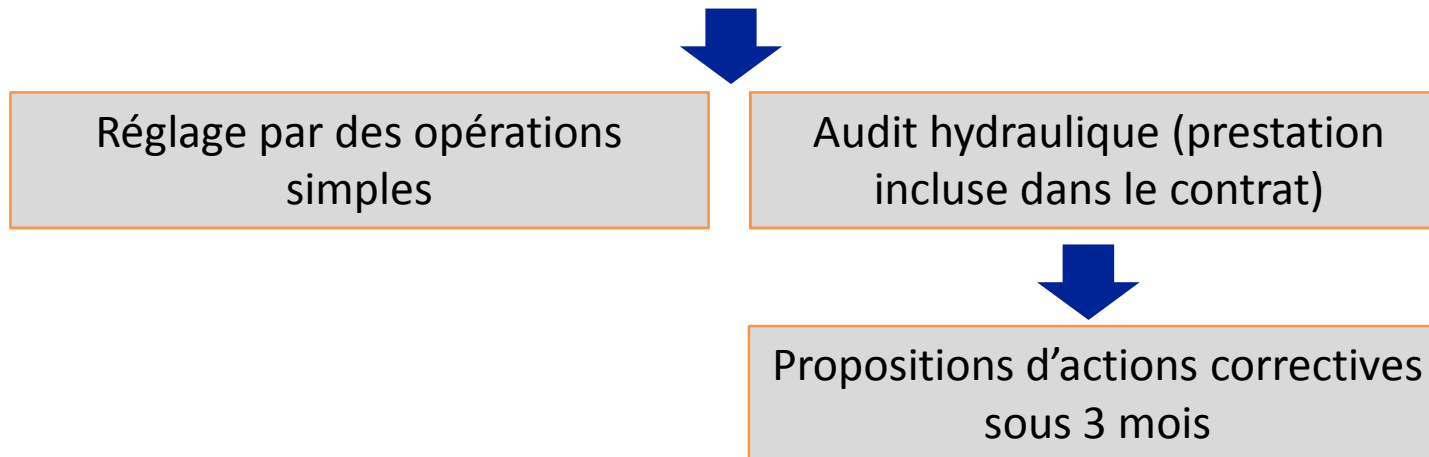 Réglage par des opérations
simples
Audit hydraulique (prestation
incluse dans le contrat)
Propositions d’actions correctives
sous 3 mois